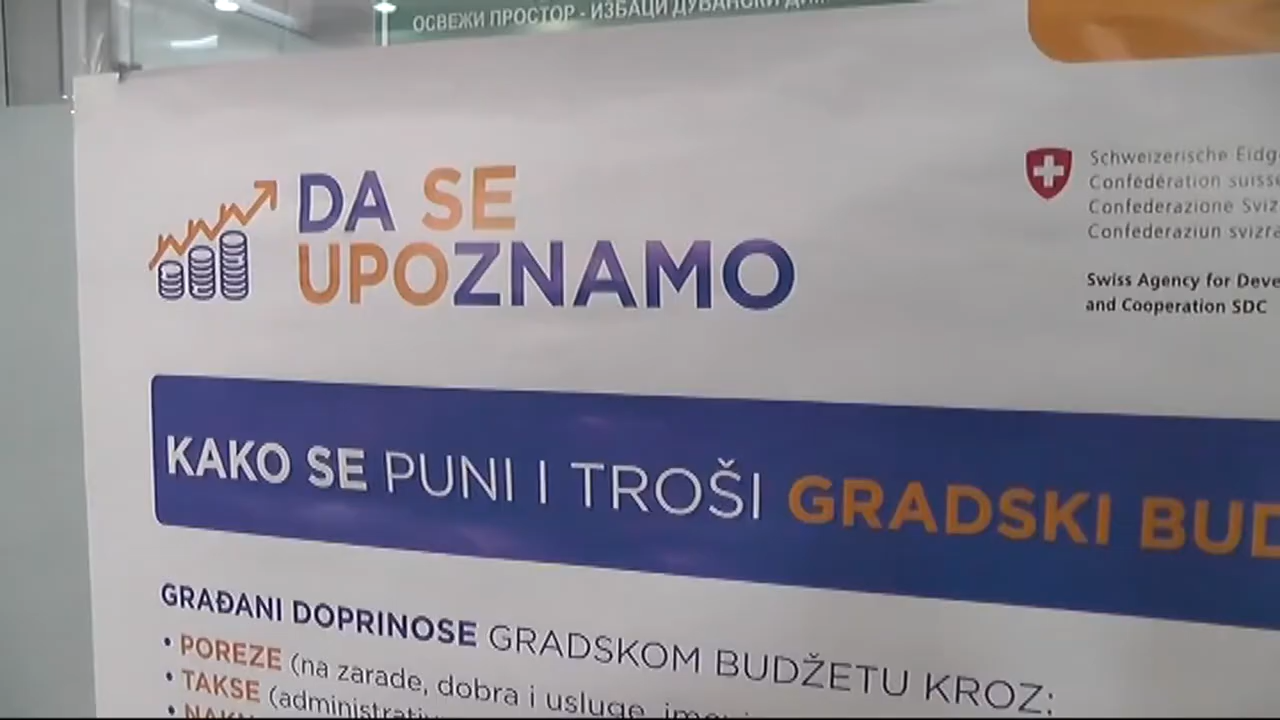 ОСВЕЖИ ПРОСТОР - ИЗБАЦИ ДУВАНСКИ ДИМ
DA SE
UPOZNAMO
Schweizerische Eidg
Confédération suisse
Confederazione Sviz
Confederaziun svizra
Swiss Agency for Deve
and Cooperation SDC
KAKO SE PUNI I TROŠI GRADSKI BUD
GRAĐANI DOPRINOSE GRADSKOM BUDŽETU KROZ:
• POREZE (na zarade, dobra i usluge,
• TAKSE (administrativ